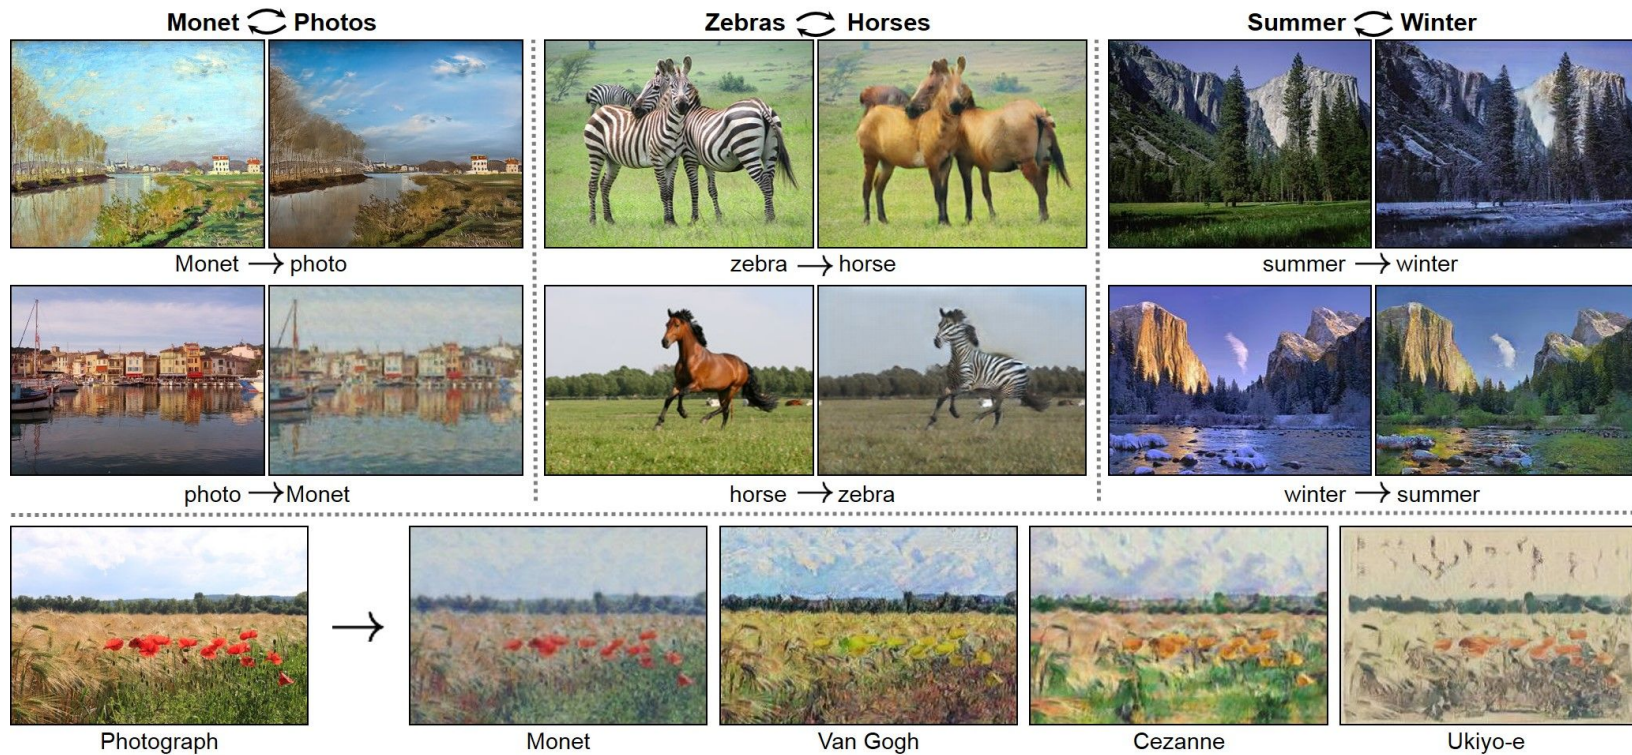 Monet Photos
Zebras Horses
Summer Winter
Monet → photo
zebra → horse
summer → winter
photo → Monet
horse → zebra
winter → summer
Photograph
Monet
Van Gogh
Cezanne
Ukiyo-e